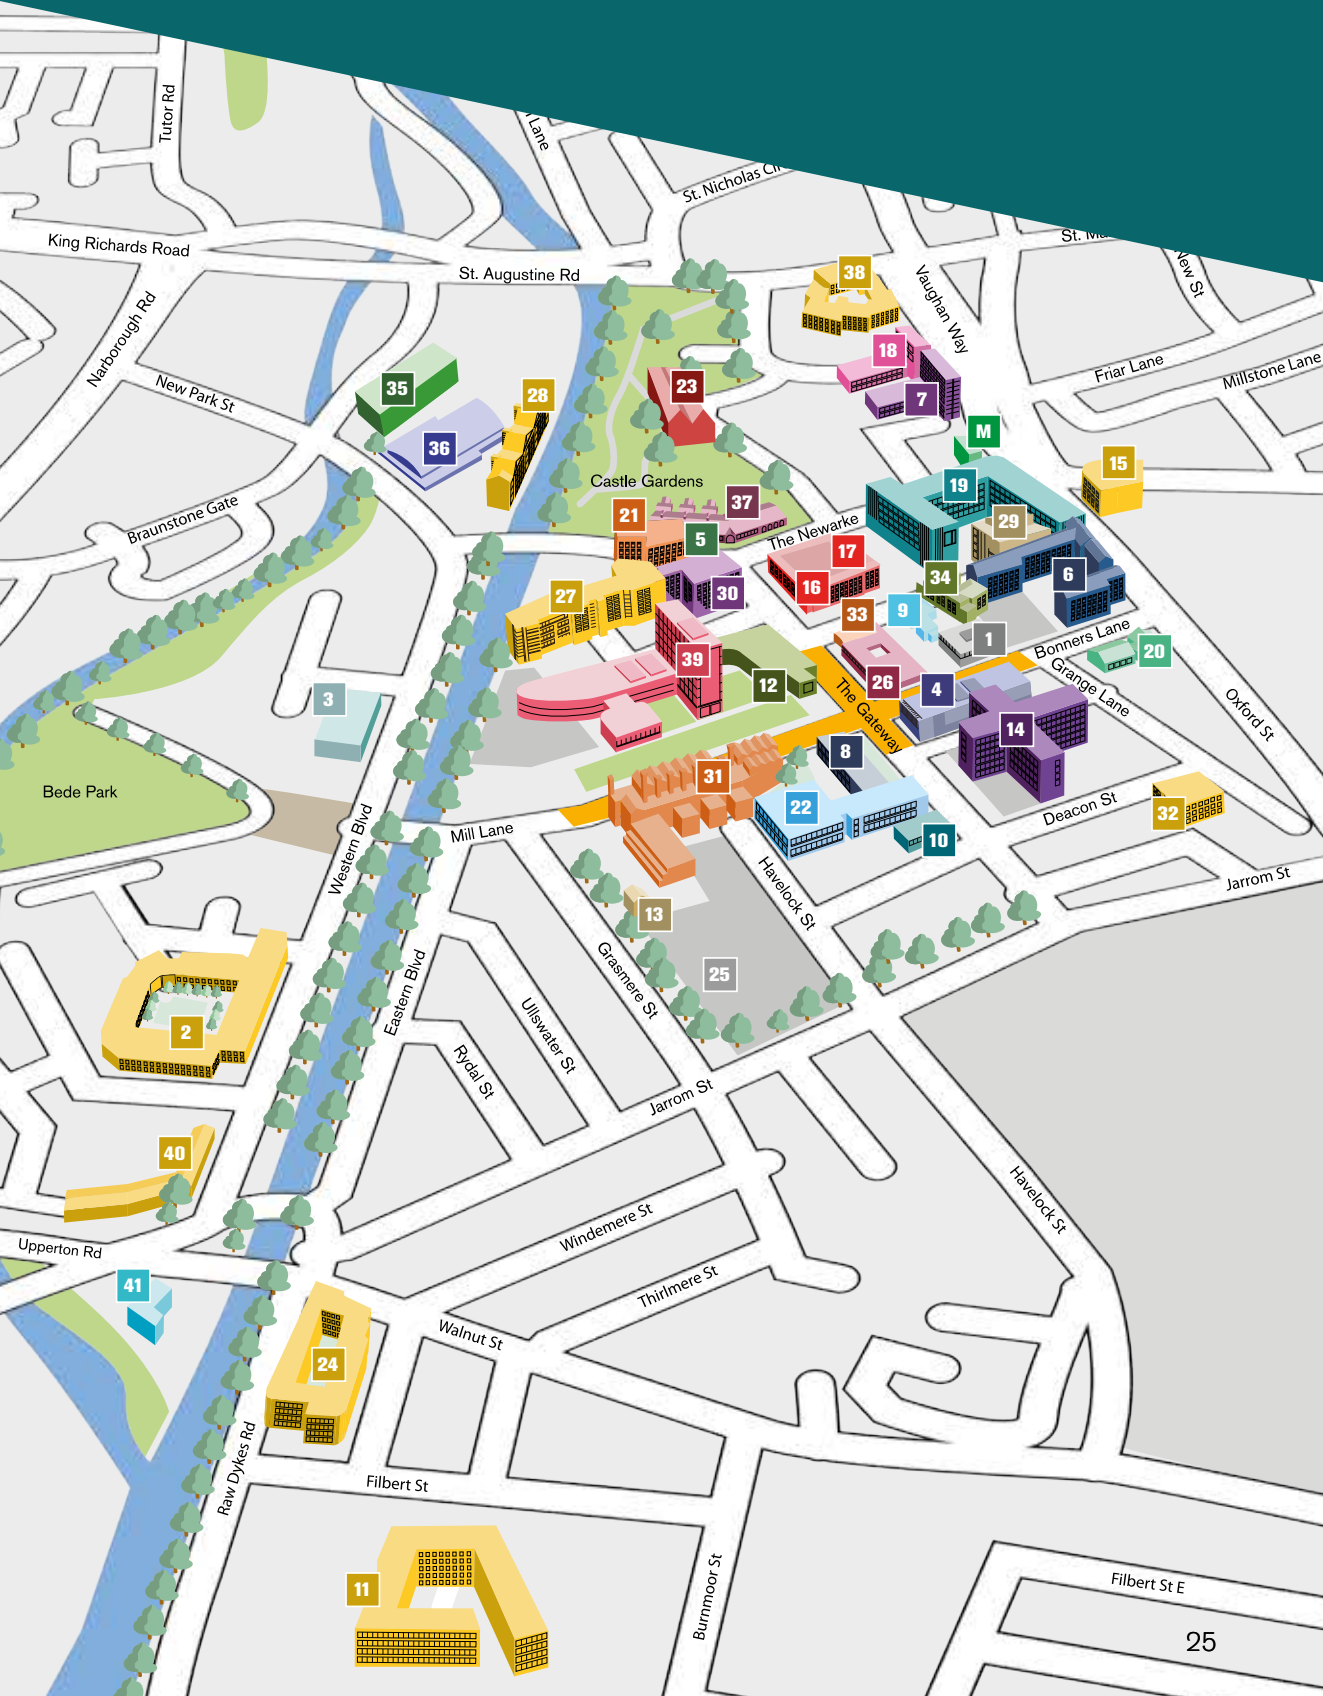 Tutor Rd
Lane
St. Nicholas
King Richards Road
St. Augustine Rd
New St
38
Vaughan Way
Narborough Rd
18
Friar Lane
Millstone Lane
New Park St
35
28
23
7
36
M
15
Castle Gardens
19
Braunstone Gate
21
37
The Newarke
29
5
17
34
6
27
30
16
33
9
1
Bonners Lane
20
39
12
26
4
Grange Lane
3
The Gateway
Oxford St
14
8
31
Bede Park
22
Deacon St
32
Mill Lane
10
Western Blvd
Havelock St
Jarrom St
13
Grasmere St
25
Eastern Blvd
2
Ullswater St
Rydal St
Jarrom St
40
Havelock St
Windemere St
Upperton Rd
41
Thirlmere St
Walnut St
24
Raw Dykes Rd
Filbert St
11
Burnmoor St
Filbert St E
25